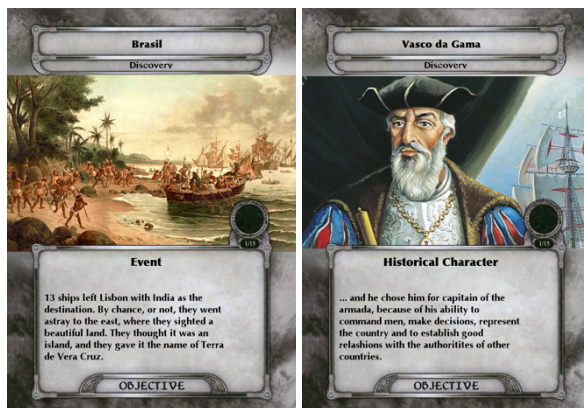 Brasil
Discovery
1/15
Event
13 ships left Lisbon with India as the
destination. By chance, or not, they went
astray to the east, where they sighted a
beautiful land. They thought it was an
island, and they gave it the name of Terra
de Vera Cruz.
OBJECTIVE
Vasco da Gama
Discovery
1/15
Historical Character
... and he chose him for capitain of the
armada, because of his ability to
command men, make decisions, represent
the country and to establish good
relashions with the authoritites of other
countries.
OBJECTIVE